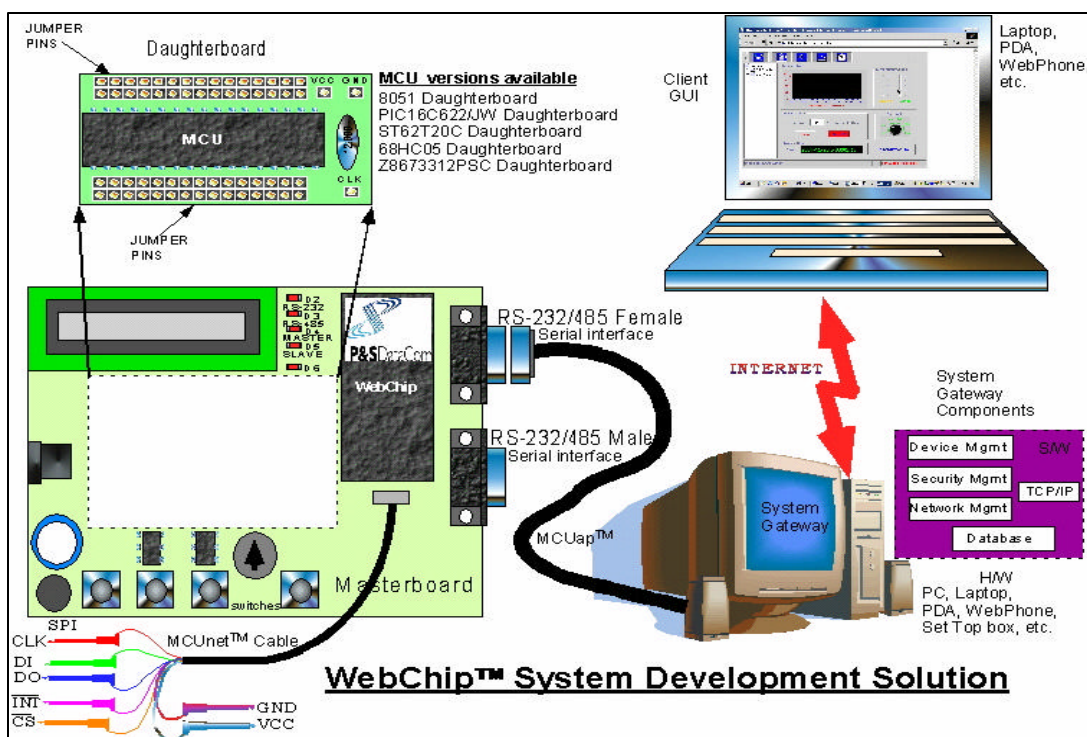 JUMPER
PINS
Daughterboard
VCC GND
MCU
CLK
JUMPER
PINS
MCU versions available
8051 Daughterboard
PIC16C622/JW Daughterboard
ST62T20C Daughterboard
68HC05 Daughterboard
Z8673312PSC Daughterboard
Client
GUI
Laptop,
PDA,
WebPhone
etc.
D2
RS-232
D3
RS-485
D4
MASTER
D5
SLAVE
D6
P&SDataCom
WebChip
RS-232/485 Female
Serial interface
RS-232/485 Male
Serial interface
INTERNET
MCUap™
System
Gateway
System
Gateway
Components
Device Mgmt
S/W
Security Mgmt
TCP/IP
Network Mgmt
Database
H/W
PC, Laptop,
PDA, WebPhone,
Set Top box, etc.
Masterboard
switches
SPI
CLK
DI
DO
INT
CS
MCUnet™ Cable
GND
VCC
WebChip™ System Development Solution